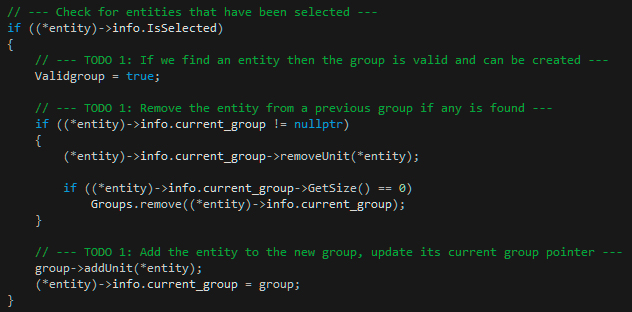 // --- Check for entities that have been selected ---
if ((*entity)->info.IsSelected)
{
// --- TODO 1: If we find an entity then the group is valid and can be created ---
Validgroup = true;
// --- TODO 1: Remove the entity from a previous group if any is found ---
if ((*entity)->info.current_group != nullptr)
{
(*entity)->info.current_group->removeUnit(*entity);
if ((*entity)->info.current_group->GetSize() == 0)
Groups.remove((*entity)->info.current_group);
}
// --- TODO 1: Add the entity to the new group, update its current group pointer ---
group->addUnit(*entity);
(*entity)->info.current_group = group;
}